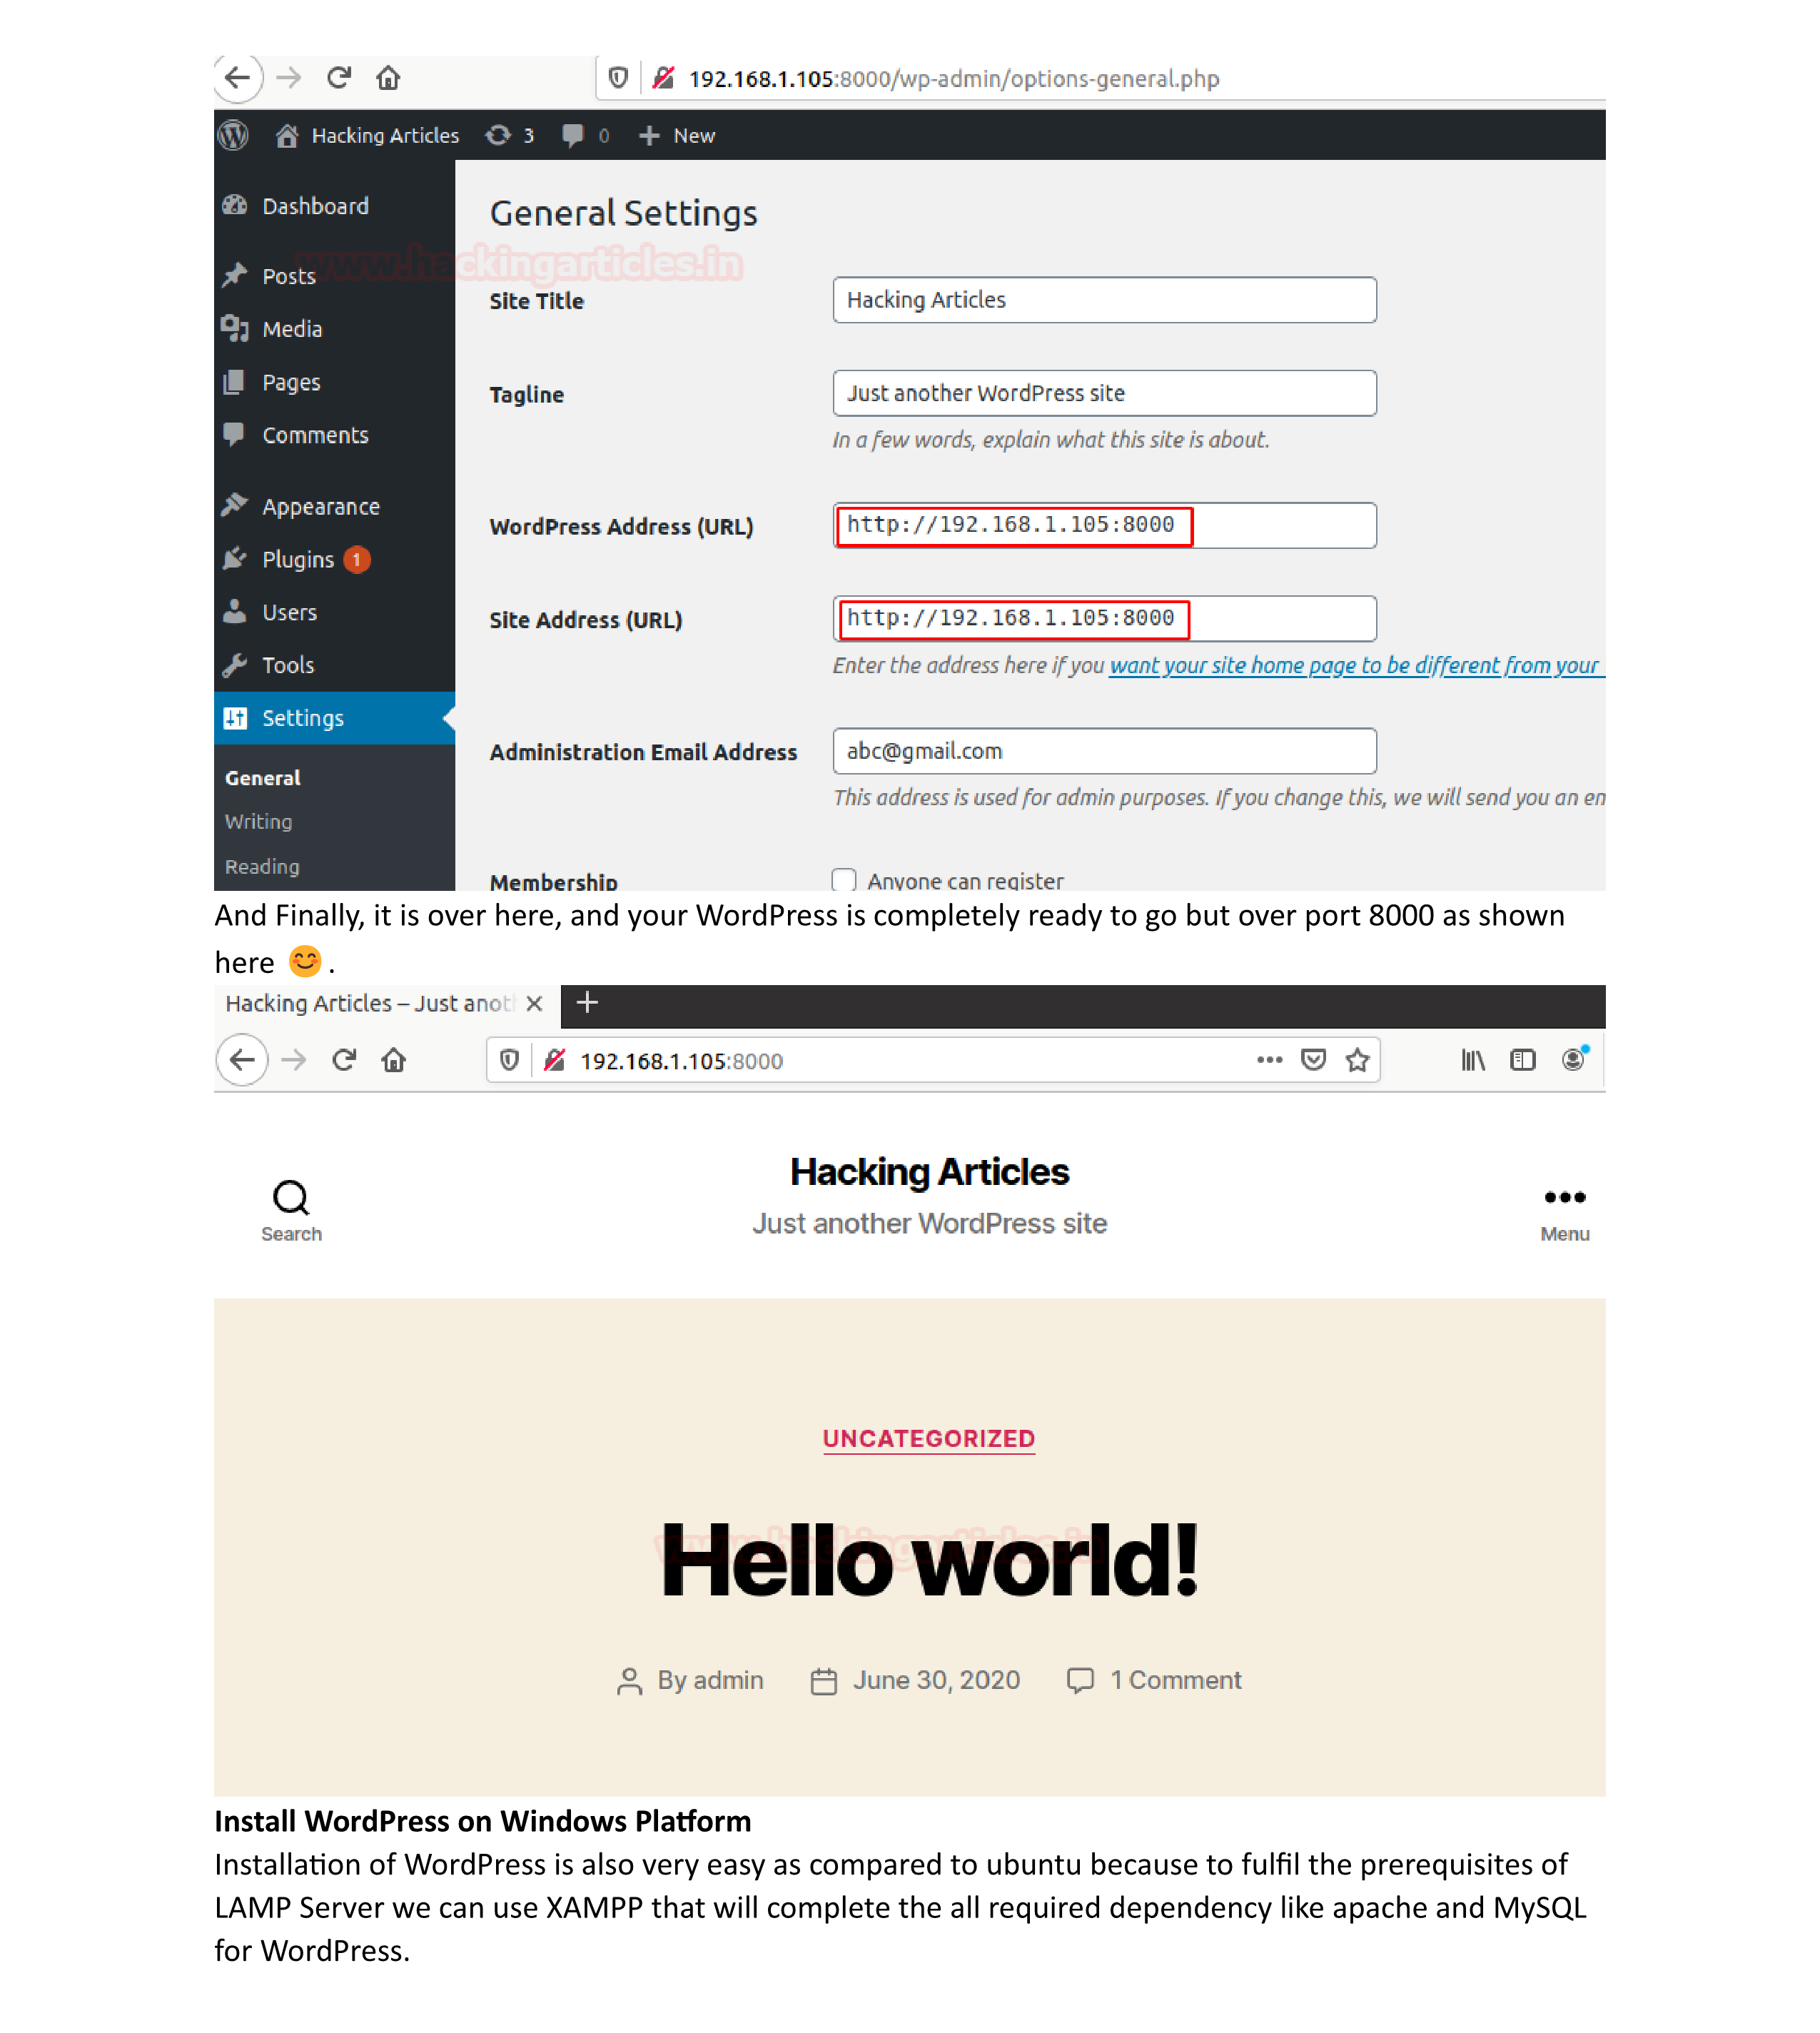 192.168.1.105:8000/wp-admin/options-general.php
Hacking Articles 3 0 New
Dashboard
General Settings
www.hackingarticles.in
Posts
Site Title Hacking Articles
Media
Pages
Tagline Just another WordPress site
In a few words, explain what this site is about.
Comments
Appearance
WordPress Address (URL) http://192.168.1.105:8000
Plugins 1
Users
Site Address (URL) http://192.168.1.105:8000
Tools
Enter the address here if you want your site home page to be different from your
Settings
Administration Email Address abc@gmail.com
General
This address is used for admin purposes. If you change this, we will send you an
Writing
Reading
Membership Anyone can register
And Finally, it is over here, and your WordPress is completely ready to go but over port 8000 as shown
here 😊 .
Hacking Articles – Just
192.168.1.105:8000
Hacking Articles
Just another WordPress site
Search
Menu
UNCATEGORIZED
www.hackingarticles.in
Hello world!
By admin June 30, 2020 1 Comment
Install WordPress on Windows Platform
Installation of WordPress is also very easy as compared to ubuntu because to fulfil the prerequisites of
LAMP Server we can use XAMPP that will complete the all required dependency like apache and MySQL
for WordPress.